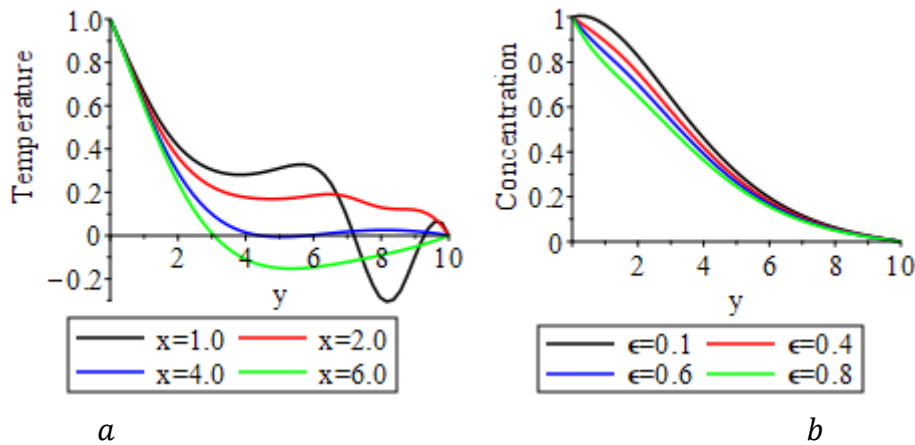 1.0
0.8
0.6
0.4
0.2
0
−0.2
Temperature
2 4 6 8 10
y
x=1.0 x=2.0
x=4.0 x=6.0
a
1
0.8
0.6
0.4
0.2
0
Concentration
0 2 4 6 8 10
y
ϵ=0.1 ϵ=0.4
ϵ=0.6 ϵ=0.8
b